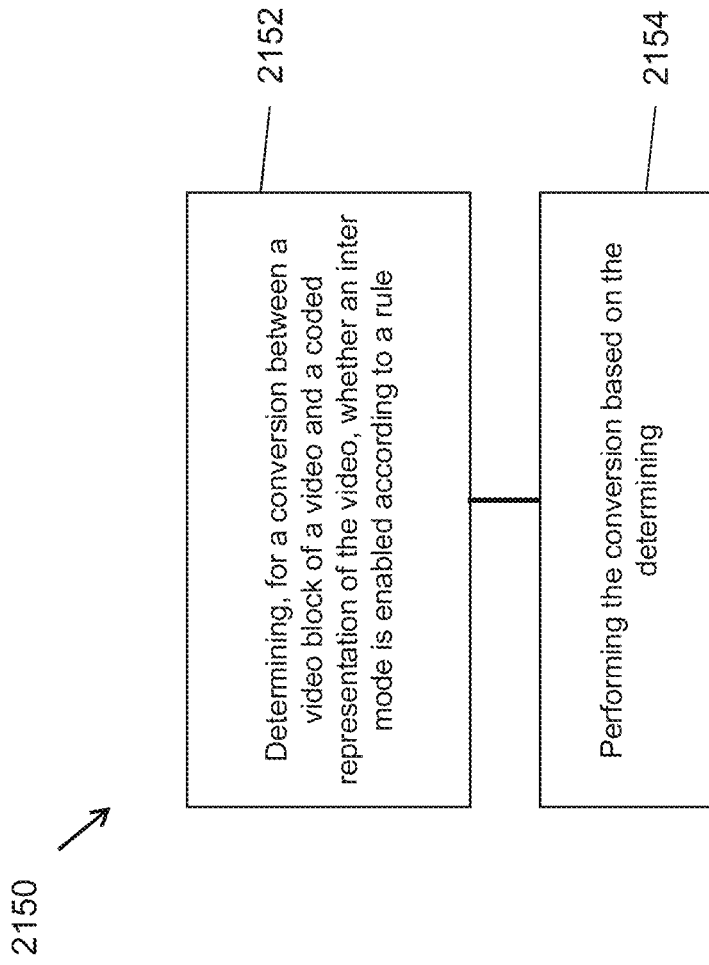 2150
Determining, for a conversion between a
video block of a video and a coded
representation of the video, whether an inter
mode is enabled according to a rule
2152
Performing the conversion based on the
determining
2154